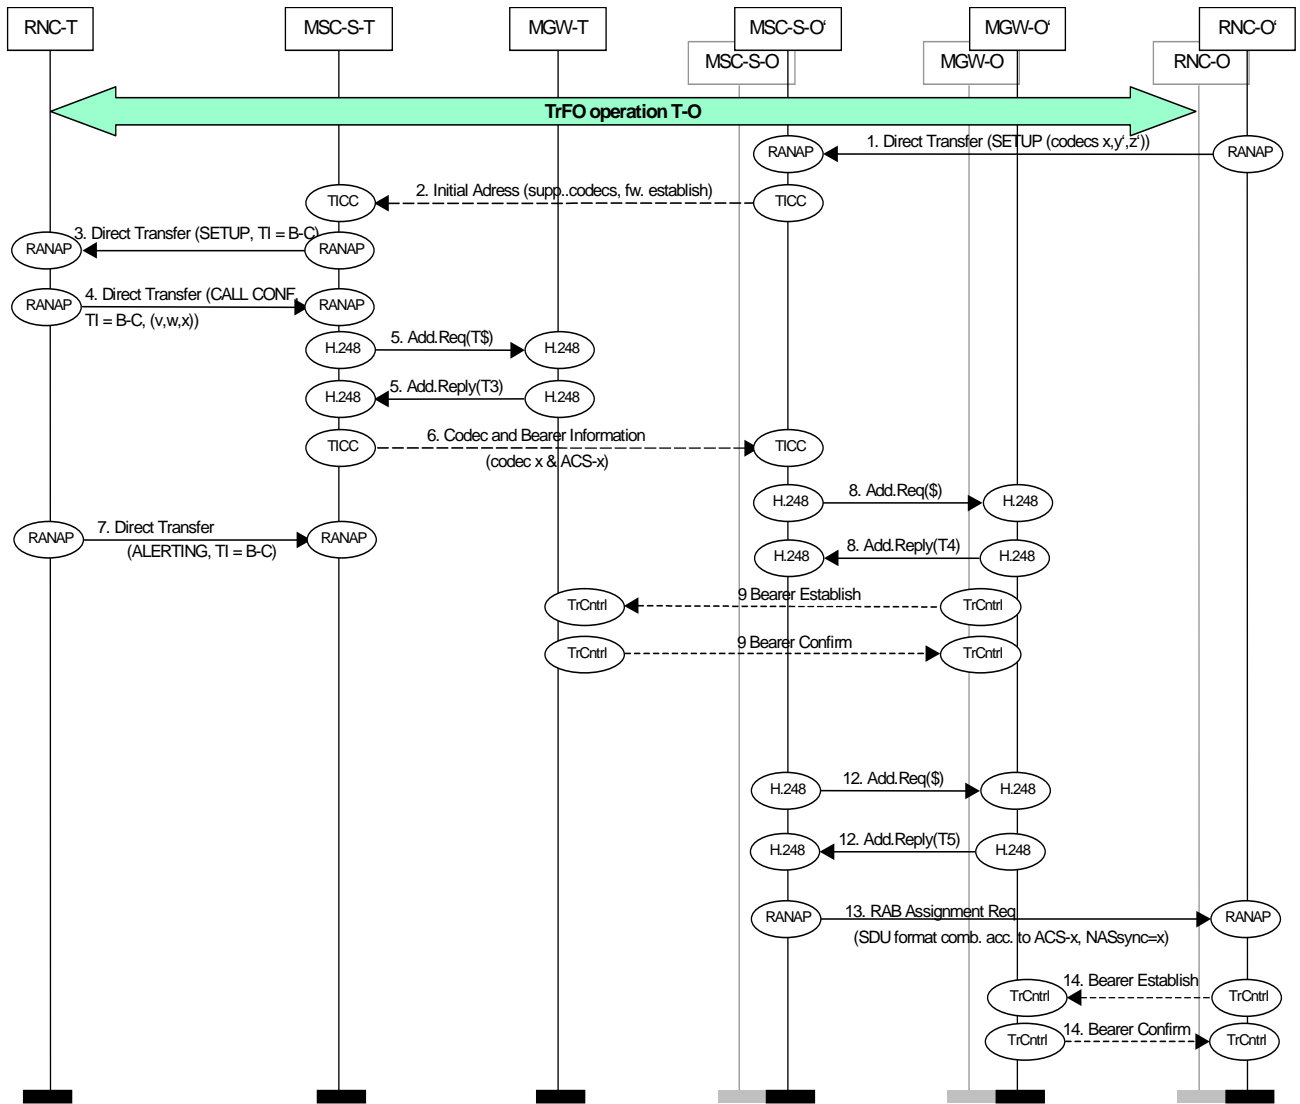 RNC-T
MSC-S-T
MGW-T
MSC-S-O‘
MGW-O‘
RNC-O‘
MSC-S-O
MGW-O
RNC-O
TrFO operation T-O
RANAP
1. Direct Transfer (SETUP (codecs x,y‘,z‘))
RANAP
TICC
2. Initial Adress (supp..codecs, fw. establish)
TICC
3. Direct Transfer (SETUP, TI = B-C)
RANAP
RANAP
RANAP
4. Direct Transfer (CALL CONF,
TI = B-C, (v,w,x))
RANAP
H.248
5. Add.Req(T$)
H.248
H.248
5. Add.Reply(T3)
H.248
TICC
6. Codec and Bearer Information
(codec x & ACS-x)
TICC
H.248
8. Add.Req($)
H.248
RANAP
7. Direct Transfer
(ALERTING, TI = B-C)
RANAP
H.248
8. Add.Reply(T4)
H.248
TrCntrl
9 Bearer Establish
TrCntrl
TrCntrl
9 Bearer Confirm
TrCntrl
H.248
12. Add.Req($)
H.248
H.248
12. Add.Reply(T5)
H.248
RANAP
13. RAB Assignment Req
(SDU format comb. acc. to ACS-x, NASsync=x)
RANAP
TrCntrl
14. Bearer Establish
TrCntrl
TrCntrl
14. Bearer Confirm
TrCntrl